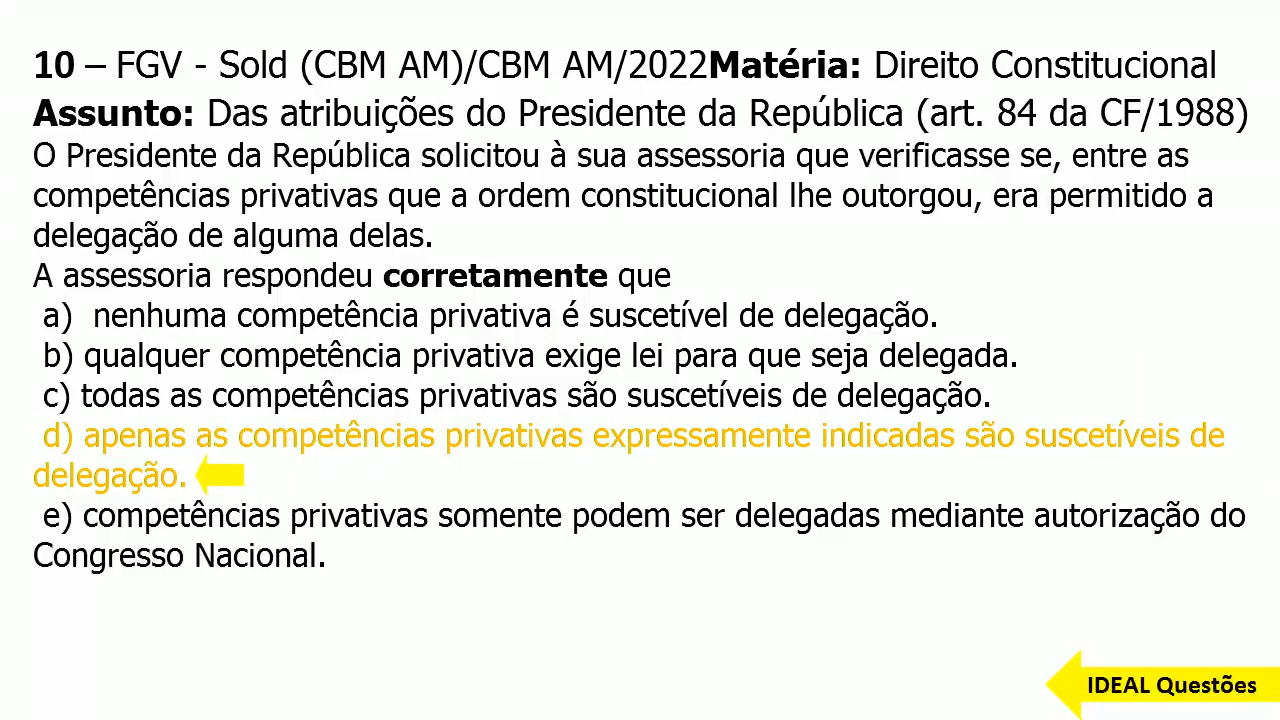 10 – FGV - Sold (CBM AM)/CBM AM/2022Matéria: Direito Constitucional
Assunto: Das atribuições do Presidente da República (art. 84 da CF/1988)
O Presidente da República solicitou à sua assessoria que verificasse se, entre as
competências privativas que a ordem constitucional lhe outorgou, era permitido a
delegação de alguma delas.
A assessoria respondeu corretamente que
a)  nenhuma competência privativa é suscetível de delegação.
b) qualquer competência privativa exige lei para que seja delegada.
c) todas as competências privativas são suscetíveis de delegação.
d) apenas as competências privativas expressamente indicadas são suscetíveis de
delegação.
e) competências privativas somente podem ser delegadas mediante autorização do
Congresso Nacional.
IDEAL Questões